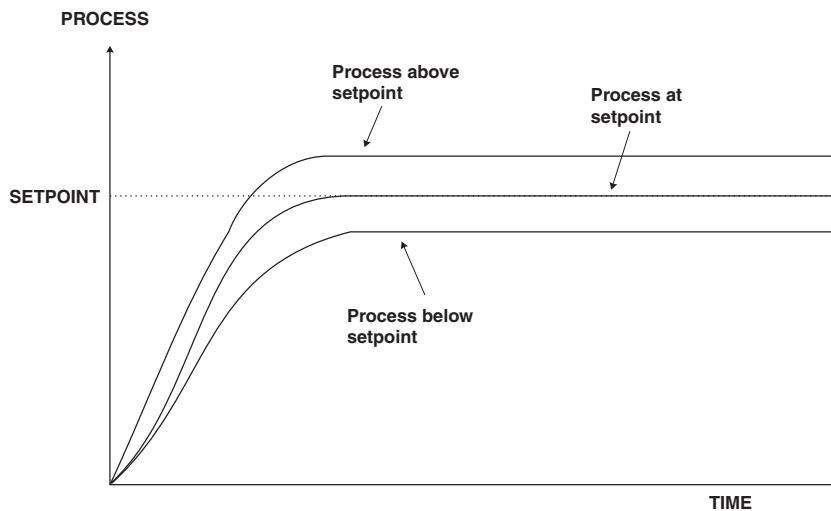 PROCESS
Process above
setpoint
Process at
setpoint
SETPOINT
Process below
setpoint
TIME